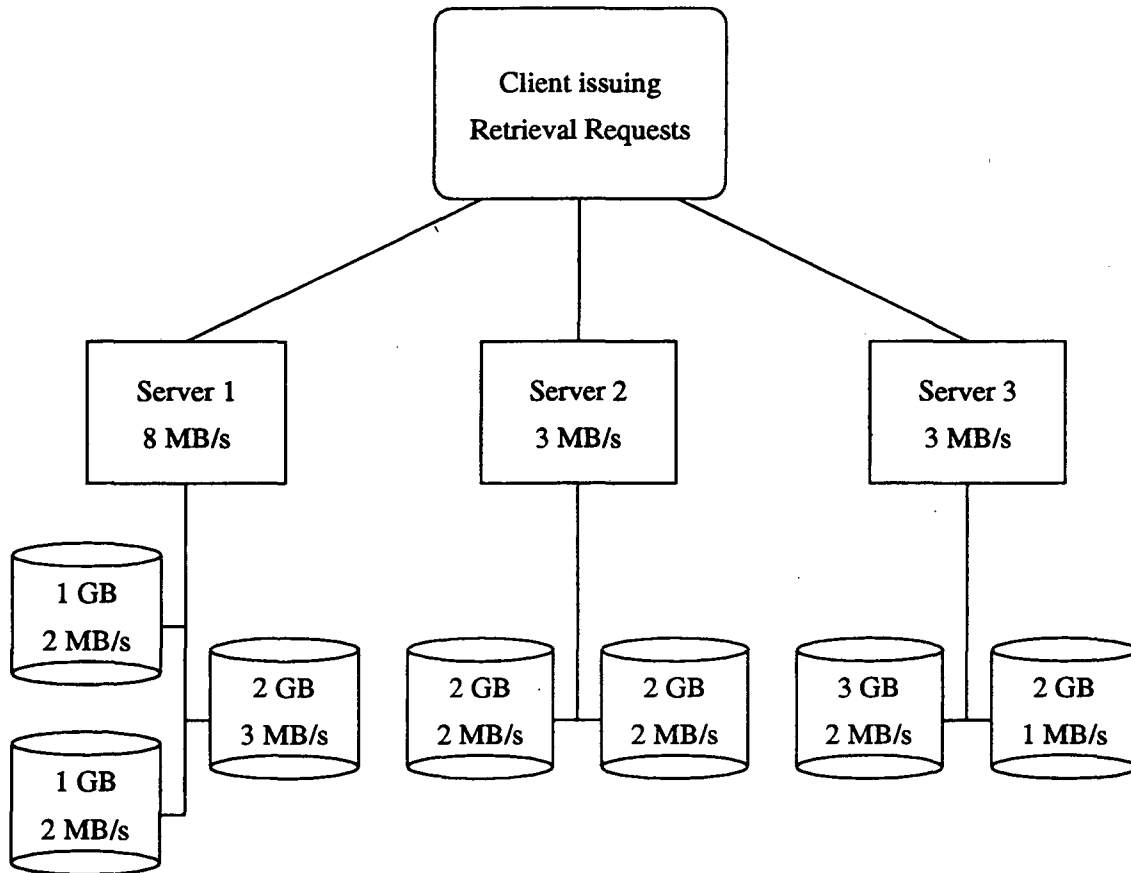 Client issuing
Retrieval Requests
Server 1
8 MB/s
Server 2
3 MB/s
Server 3
3 MB/s
1 GB
2 MB/s
2 GB
3 MB/s
1 GB
2 MB/s
2 GB
2 MB/s
2 GB
2 MB/s
3 GB
2 MB/s
2 GB
1 MB/s